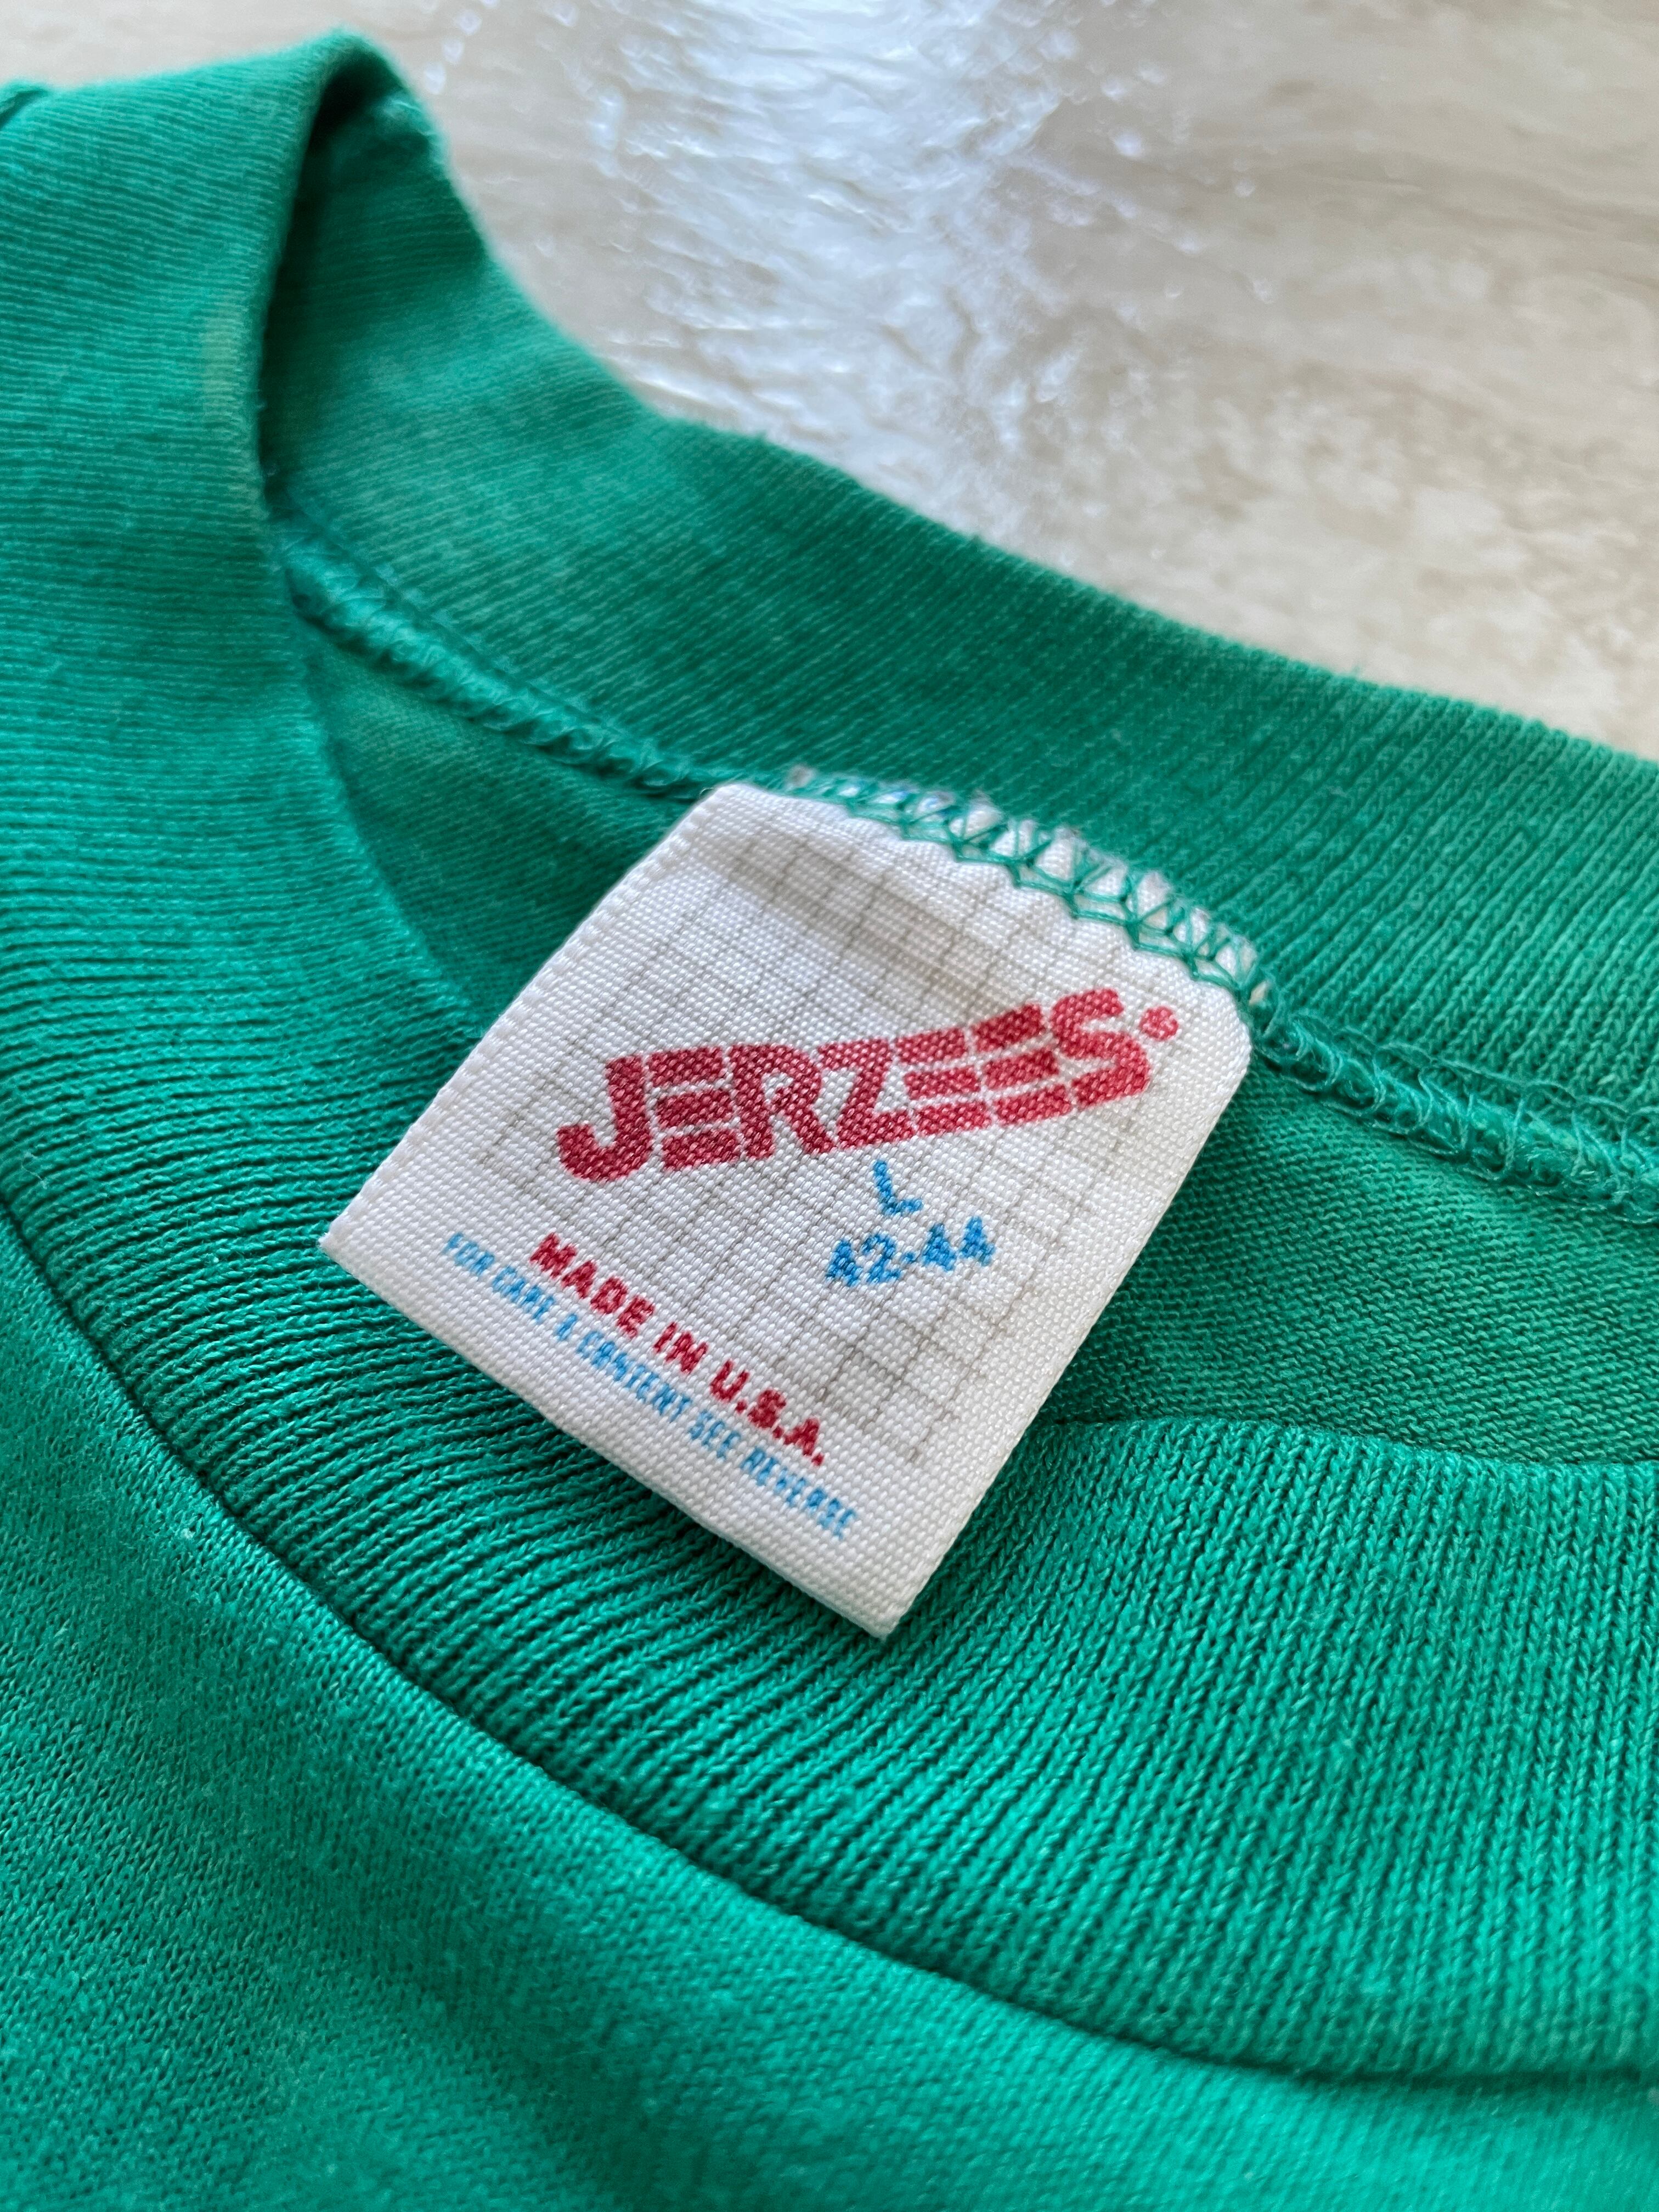 JERZEES
L
42-44
MADE IN U.S.A.
FOR CARE & CONTENT SEE REVERSE